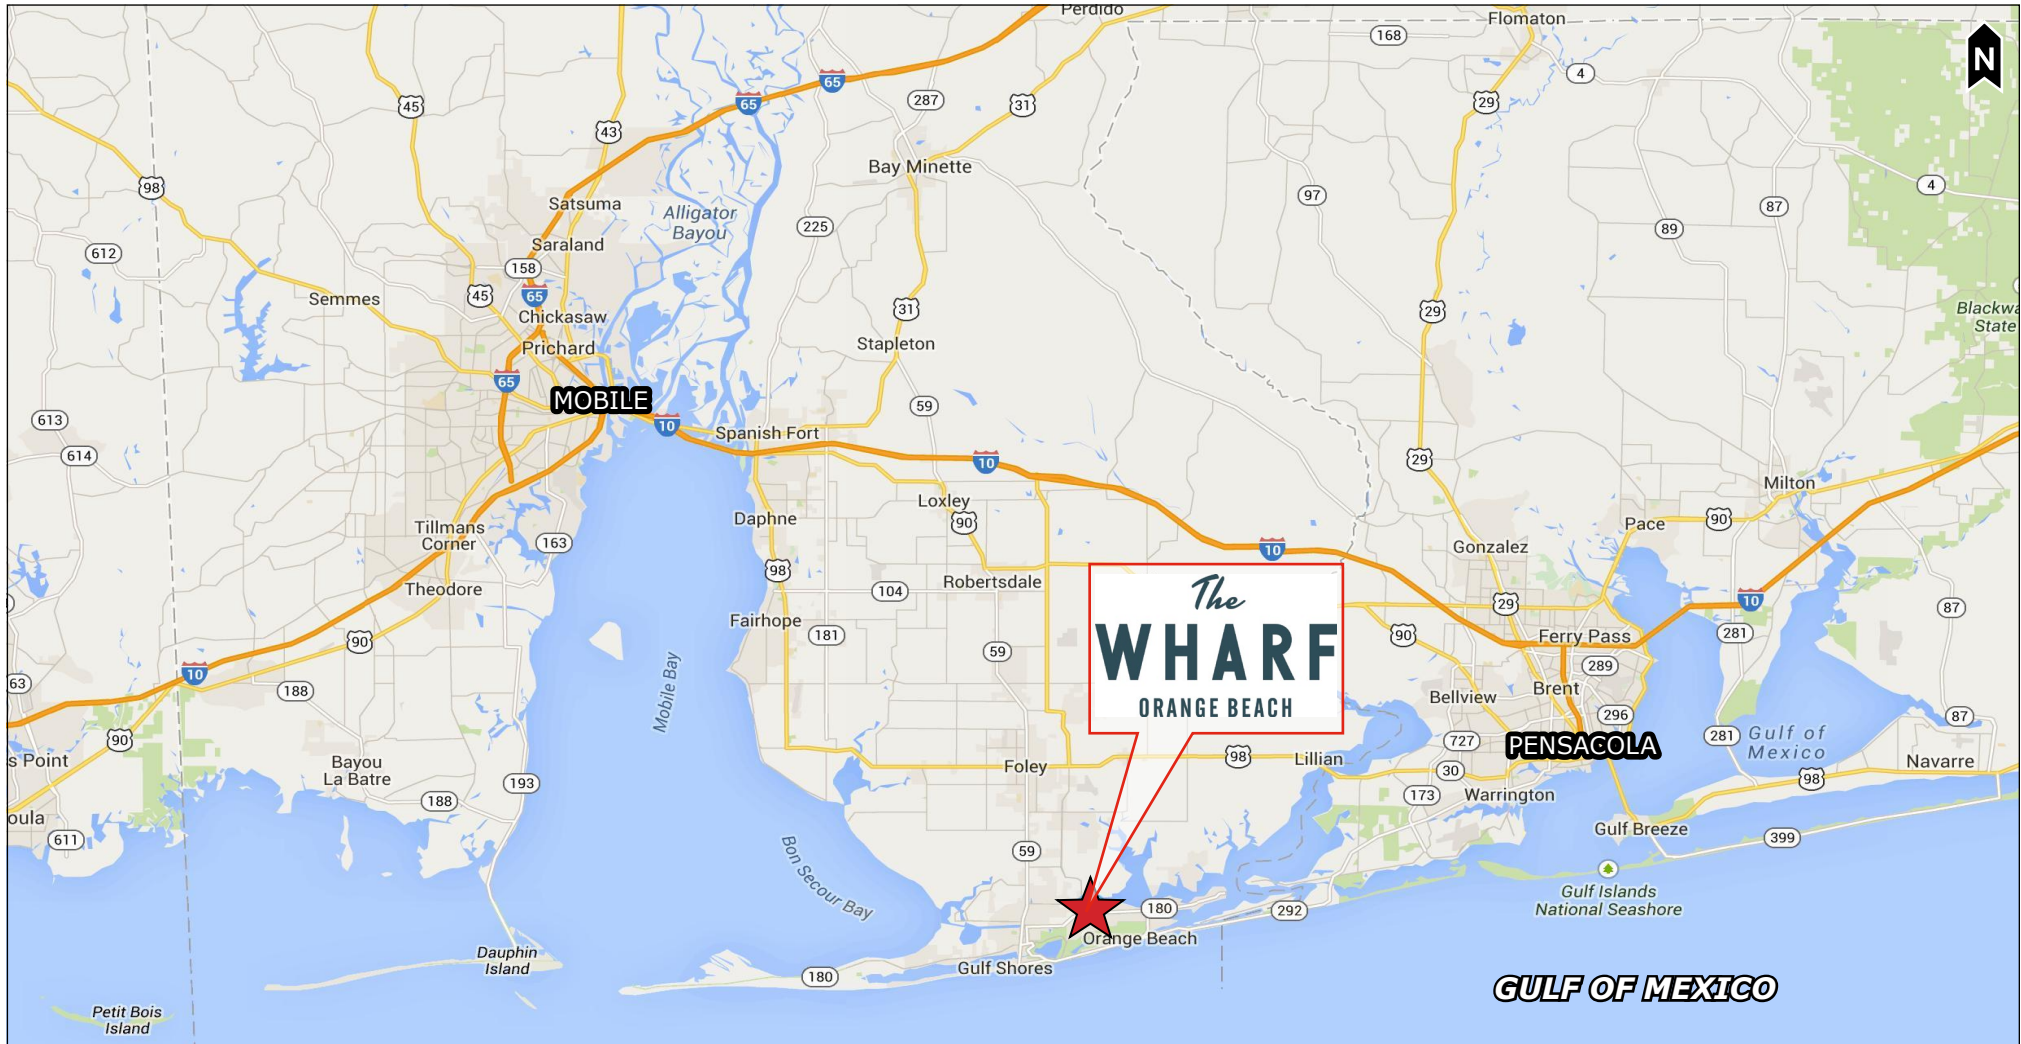 Perdido
Flomaton
168
N
4
65
65
287
31
29
45
43
98
Bay Minette
4
97
87
Satsuma
Alligator
Bayou
225
89
Saraland
612
158
45
65
Semmes
31
29
Chickasaw
Blackwa
State
Stapleton
Prichard
65
MOBILE
59
613
10
Spanish Fort
614
10
29
Milton
Loxley
Daphne
90
90
Pace
Tillmans
Corner
163
Gonzalez
10
98
Robertsdale
Theodore
104
10
29
87
Fairhope
181
90
90
281
Ferry Pass
59
289
The
WHARF
ORANGE BEACH
10
63
188
Mobile Bay
Bellview
Brent
296
87
90
727
PENSACOLA
281
Gulf of
Mexico
s Point
Bayou
La Batre
Foley
98
Lillian
30
98
Navarre
193
188
173
Warrington
oula
611
Gulf Breeze
399
59
Bon Secour Bay
Gulf Islands
National Seashore
180
292
Orange Beach
Dauphin
Island
Gulf Shores
180
GULF OF MEXICO
Petit Bois
Island